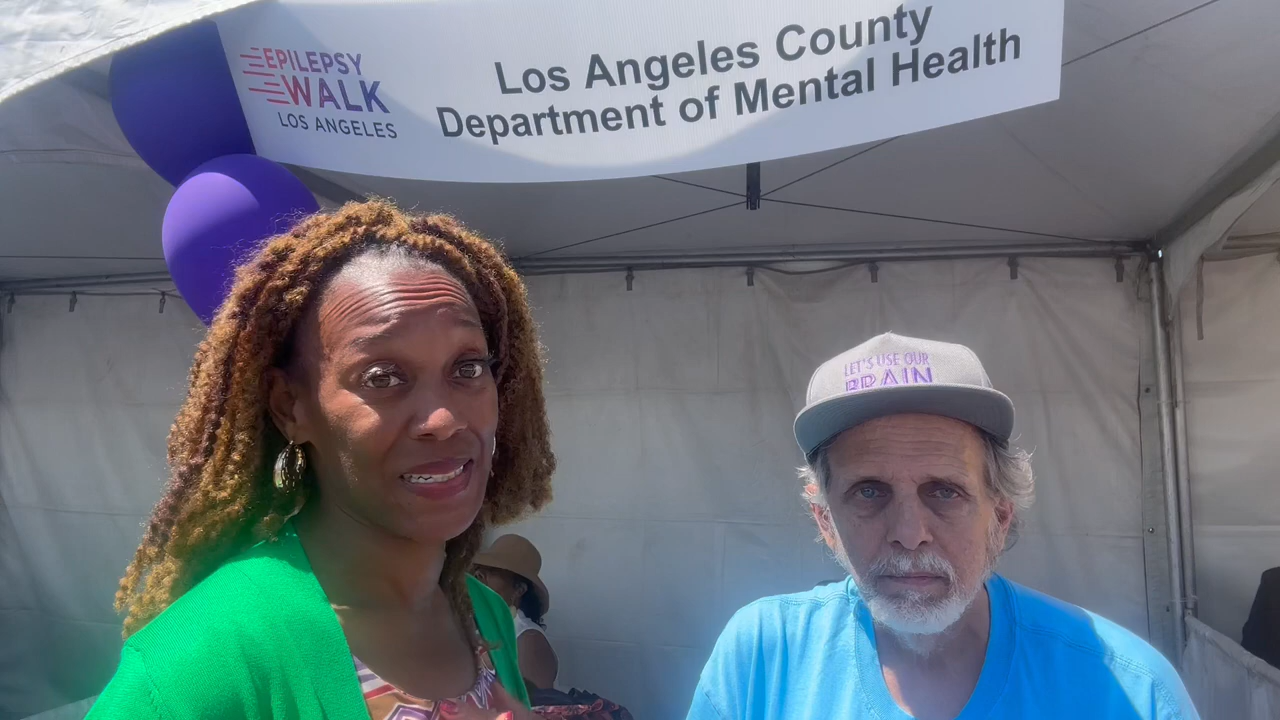 EPILEPSY
WALK
LOS ANGELES
Los Angeles County
Department of Mental Health
LET'S USE OUR
BRAIN